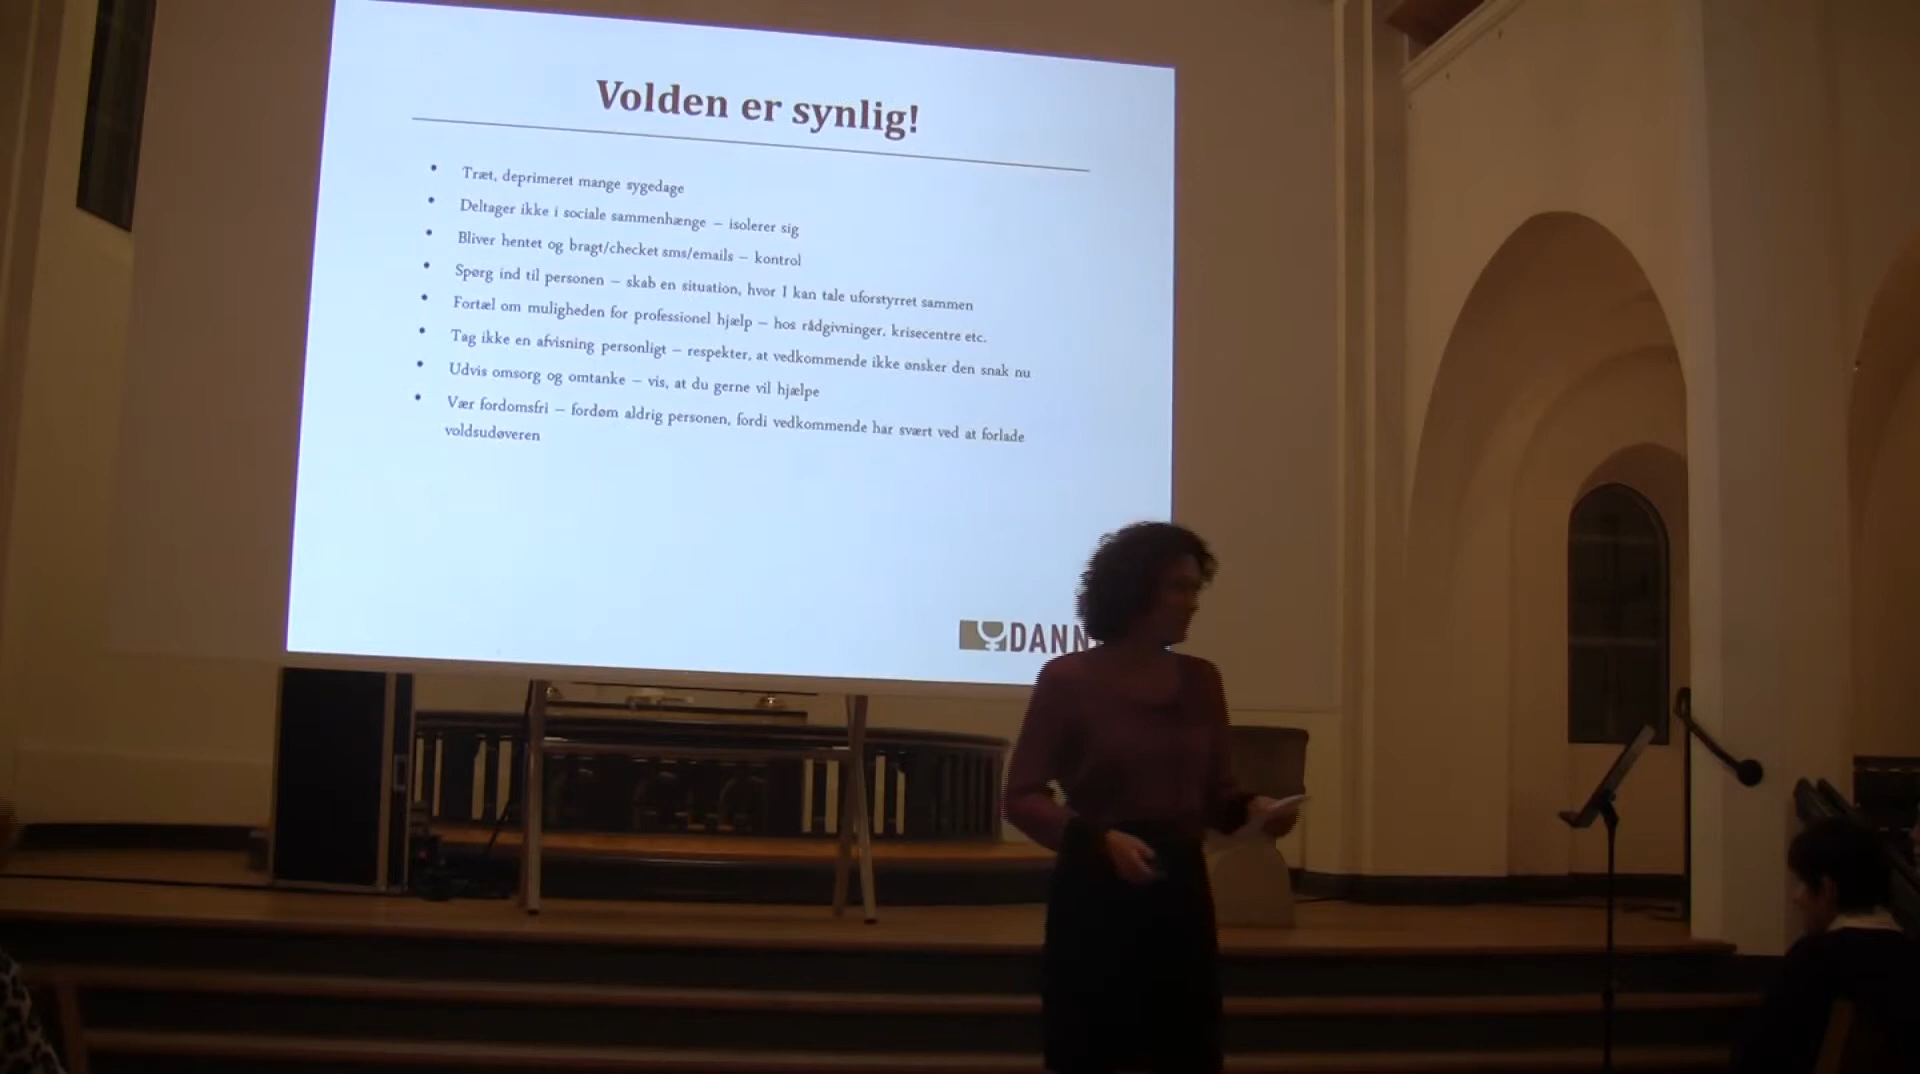 Volden er synlig!
• Træt, deprimeret mange sygedage
• Deltager ikke i sociale sammenhænge – isolerer sig
• Bliver hentet og bragt/checket sms/emails – kontrol
• Spørg ind til personen – skab en situation, hvor I kan tale uforstyrret sammen
• Fortæl om muligheden for professionel hjælp – hos rådgivninger, krisecentre etc.
• Tag ikke en afvisning personligt – respekter, at vedkommende ikke ønsker den snak nu
• Udvis omsorg og omtanke – vis, at du gerne vil hjælpe
• Vær fordomsfri – fordøm aldrig personen, fordi vedkommende har svært ved at forlade
voldsudøveren
DANN